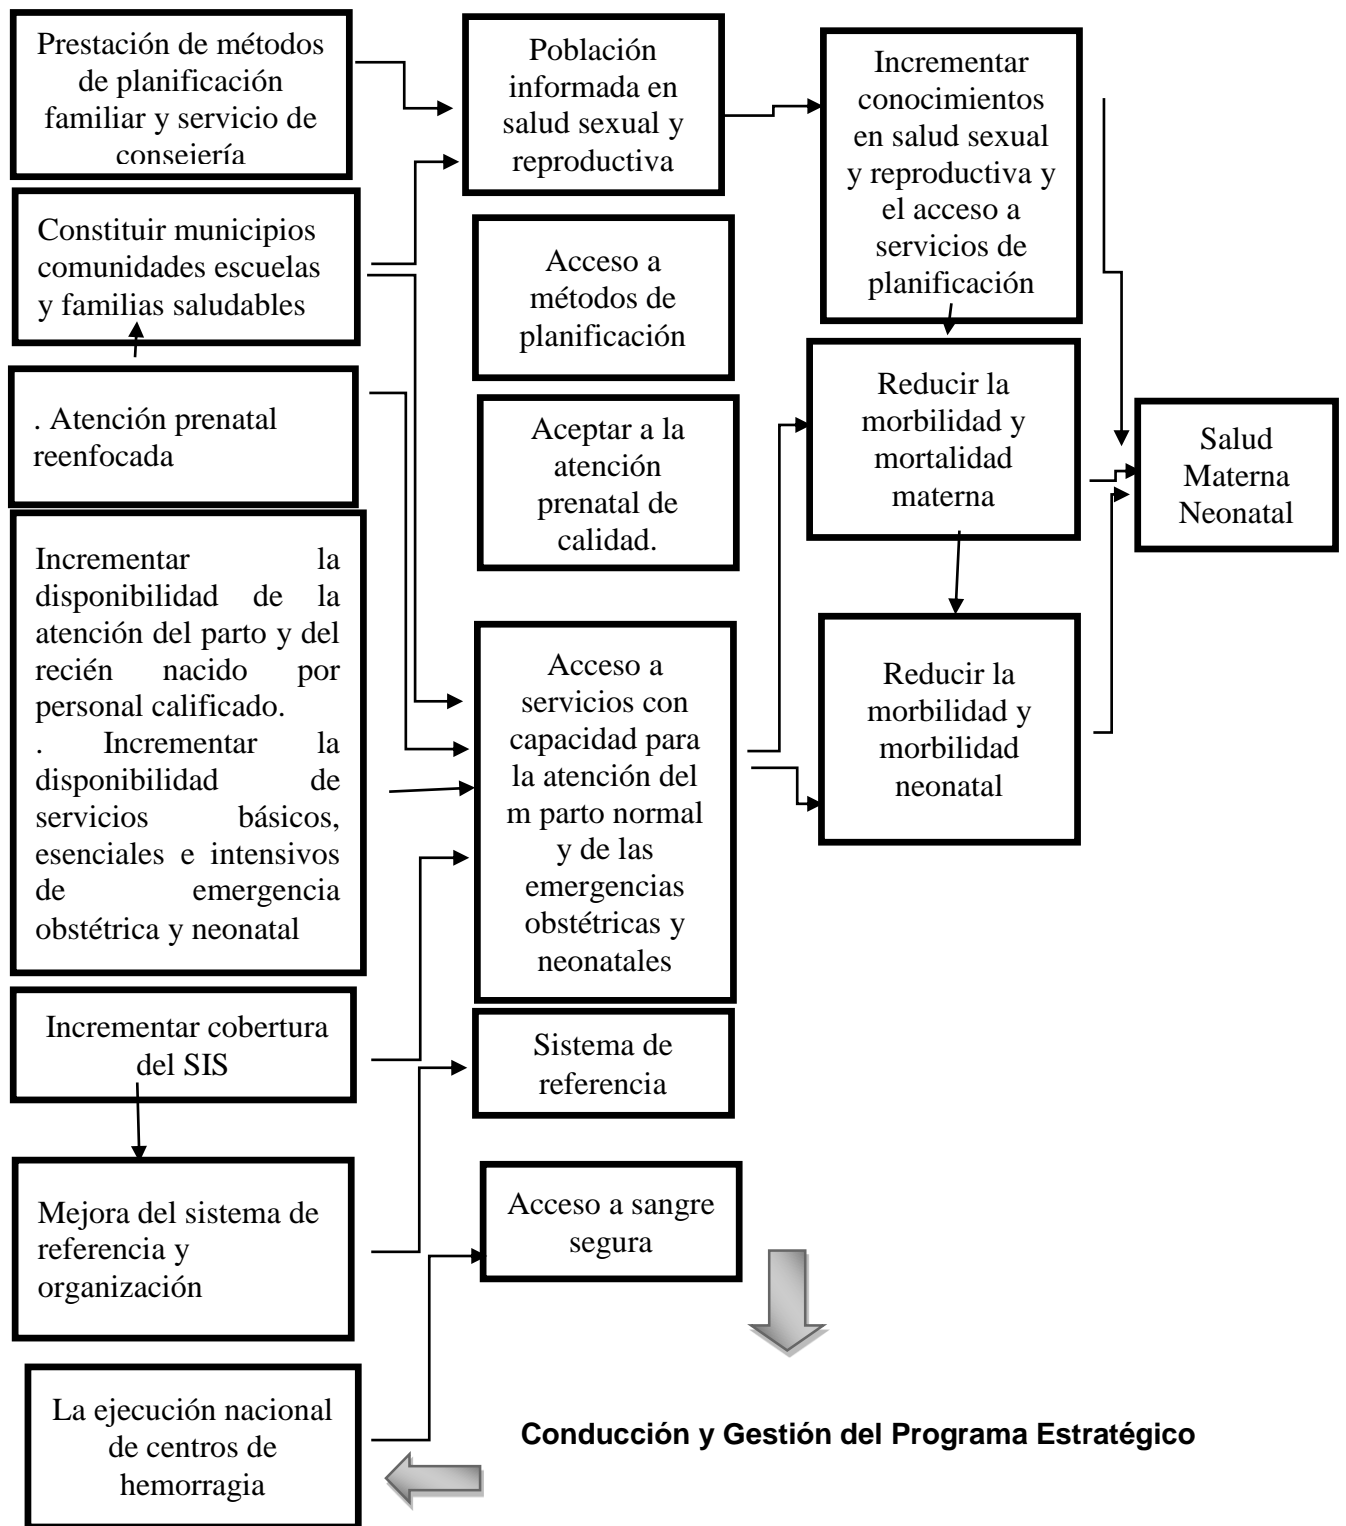 Prestación de métodos
de planificación
familiar y servicio de
consejería
Constituir municipios
comunidades escuelas
y familias saludables
. Atención prenatal
reenfocada
Incrementar la
disponibilidad de la
atención del parto y del
recién nacido por
personal calificado.
. Incrementar la
disponibilidad de
servicios básicos,
esenciales e intensivos
de emergencia
obstétrica y neonatal
Incrementar cobertura
del SIS
Mejora del sistema de
referencia y
organización
La ejecución nacional
de centros de
hemorragia
Población
informada en
salud sexual y
reproductiva
Acceso a
métodos de
planificación
Aceptar a la
atención
prenatal de
calidad.
Acceso a
servicios con
capacidad para
la atención del
m parto normal
y de las
emergencias
obstétricas y
neonatales
Sistema de
referencia
Acceso a sangre
segura
Incrementar
conocimientos
en salud sexual
y reproductiva y
el acceso a
servicios de
planificación
Reducir la
morbilidad y
mortalidad
materna
Reducir la
morbilidad y
morbilidad
neonatal
Salud
Materna
Neonatal
Conducción y Gestión del Programa Estratégico